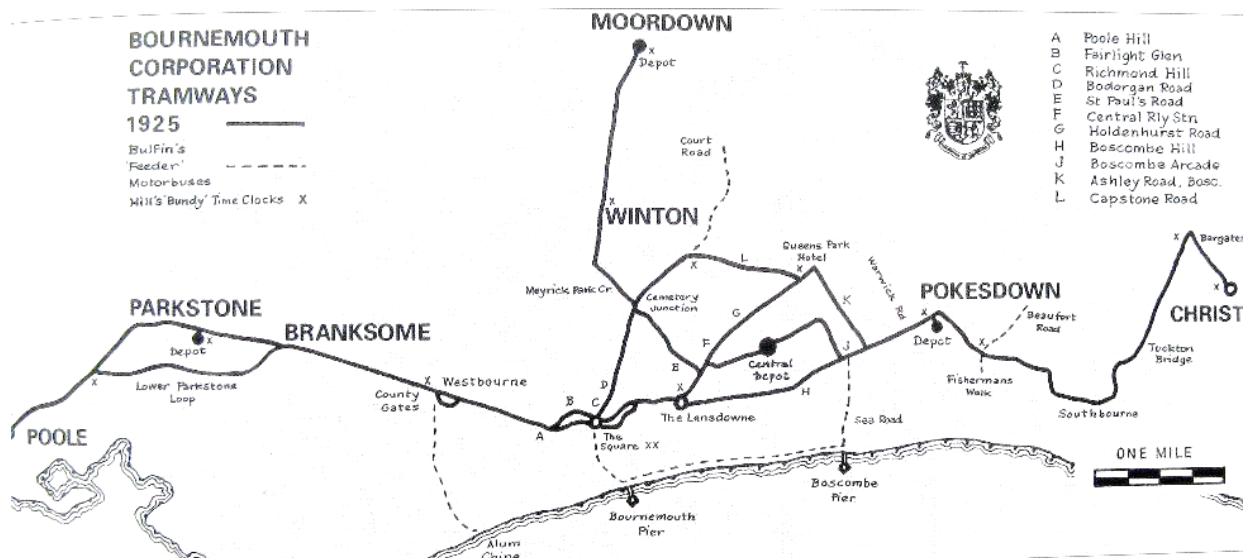 BOURNEMOUTH
CORPORATION
TRAMWAYS
1925
Bulfin's
'Feeder'
Motorbuses
Hill's 'Bundy' Time Clocks X
MOORDOWN
x
Depot
A Poole Hill
B Fairlight Glen
C Richmond Hill
D Bodorgan Road
E St Paul's Road
F Central Rly Stn
G Holdenhurst Road
H Boscombe Hill
J Boscombe Arcade
K Ashley Road, Bosc.
L Capstone Road
Court
Road
x
WINTON
x
L
Queens Park
Hotel
x
Warwick Rd
K
G
Meyrick Park Cr.
Cemetery
Junction
x
Bargates
x
CHRIST
PARKSTONE
x
Depot
BRANKSOME
x
Lower Parkstone
Loop
POKESDOWN
x
Depot
Beaufort
Road
x
Fishermans
Walk
Tuckton
Bridge
Southbourne
x
Westbourne
County
Gates
F
E
Central
Depot
J
D
B
C
A
The
Square XX
x
The Lansdowne
H
Sea Road
POOLE
ONE MILE
Boscombe
Pier
Bournemouth
Pier
Alum
Chine